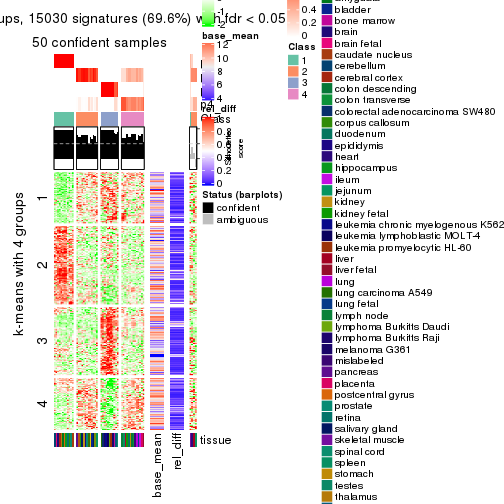 ups, 15030 signatures (69.6%) with fdr < 0.05
50 confident samples
k-means with 4 groups
1
2
3
4
base_mean
rel_diff
tissue
base_mean
12
10
8
6
4
rel_diff
0
Status (barplots)
confident
ambiguous
0.4
0.2
0
Class
1
2
3
4
bladder
bone marrow
brain
brain fetal
caudate nucleus
cerebellum
cerebral cortex
colon descending
colon transverse
colorectal adenocarcinoma SW480
corpus callosum
duodenum
epididymis
heart
hippocampus
ileum
jejunum
kidney
kidney fetal
leukemia chronic myelogenous K562
leukemia lymphoblastic MOLT-4
leukemia promyelocytic HL-60
liver
liver fetal
lung
lung carcinoma A549
lung fetal
lymph node
lymphoma Burkitts Daudi
lymphoma Burkitts Raji
melanoma G361
mislabeled
pancreas
placenta
postcentral gyrus
prostate
retina
salivary gland
skeletal muscle
spinal cord
spleen
stomach
testes
thalamus